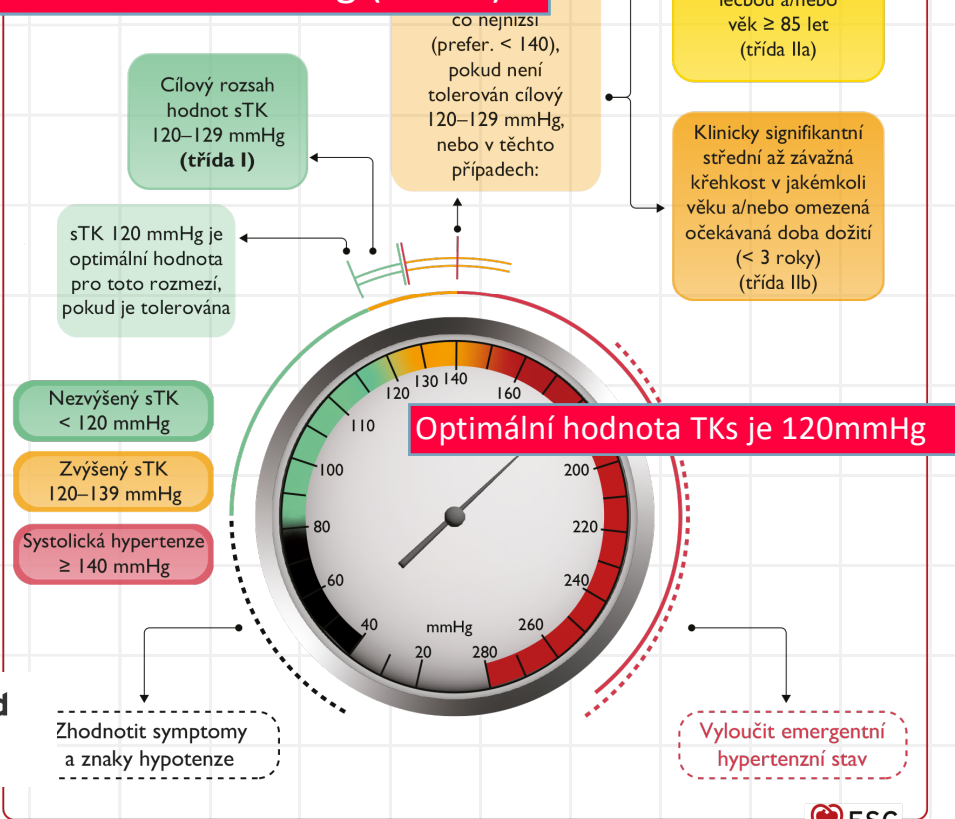 co nejnižší
(prefer. < 140),
pokud není
tolerován cílový
120–129 mmHg,
nebo v těchto
případech:
věk ≥ 85 let
(třída IIa)
Cílový rozsah
hodnot sTK
120–129 mmHg
(třída I)
Klinicky signifikantní
střední až závažná
křehkost v jakémkoli
věku a/nebo omezená
očekávaná doba dožití
(< 3 roky)
(třída IIb)
sTK 120 mmHg je
optimální hodnota
pro toto rozmezí,
pokud je tolerována
Nezvýšený sTK
< 120 mmHg
Zvýšený sTK
120–139 mmHg
Systolická hypertenze
≥ 140 mmHg
Optimální hodnota TKs je 120mmHg
20
40
60
80
100
110
120
130
140
160
200
220
240
260
280
mmHg
Zhodnotit symptomy
a znaky hypotenze
Vyloučit emergentní
hypertenzní stav
ESC